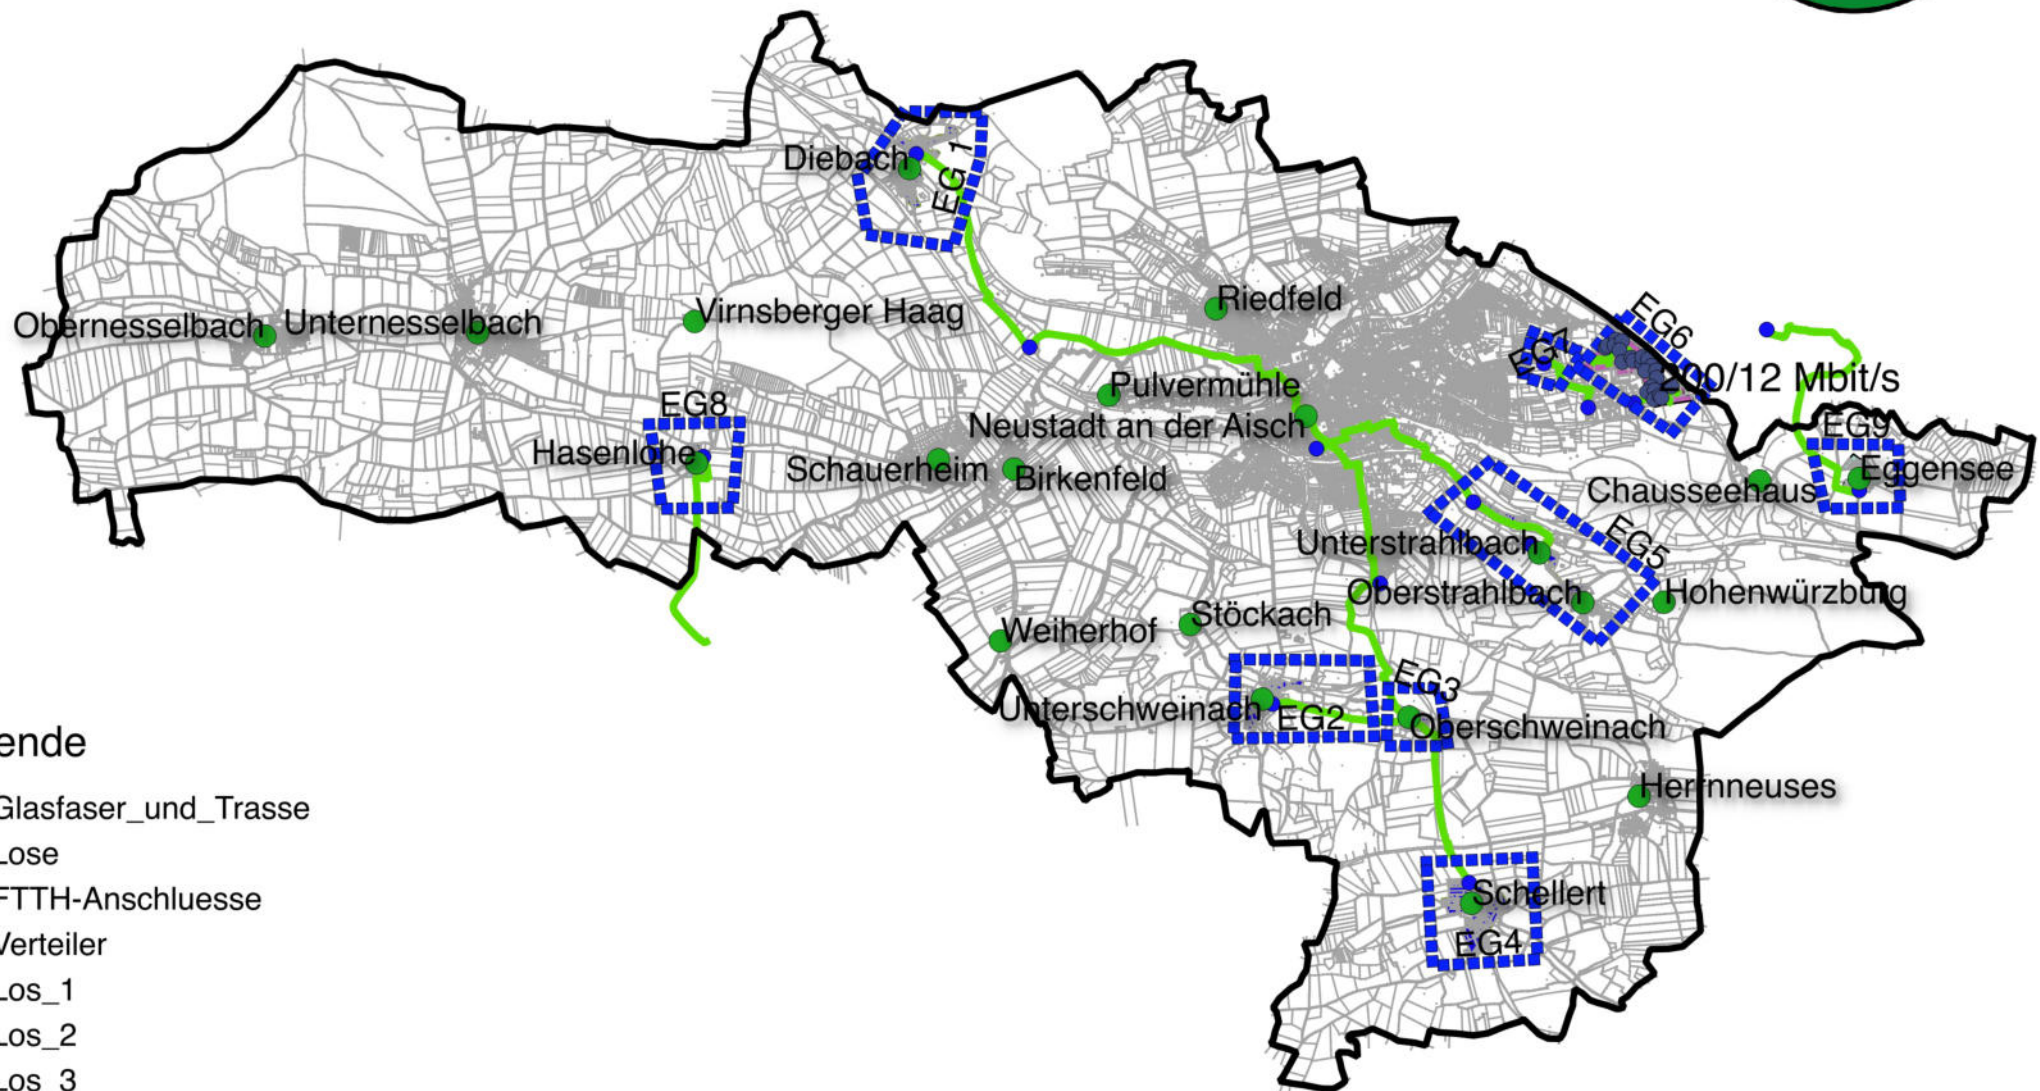 Diebach
EG 1
Riedfeld
Virnsberger Haag
Obernesselbach
Unternesselbach
EG6
200/12 Mbit/s
Pulvermühle
Neustadt an der Aisch
EG8
Hasenlohe
Schauerheim
Birkenfeld
EG9
Eggensee
Chausseehaus
Unterstrahlbach
EG5
Oberstrahlbach
Hohenwürzburg
Stöckach
Weiherhof
EG3
Unterschweinach
EG2
Oberschweinach
Herrnneuses
Schellert
EG4
ende
Glasfaser_und_Trasse
Lose
FTTH-Anschluesse
Verteiler
Los_1
Los_2
Los_3